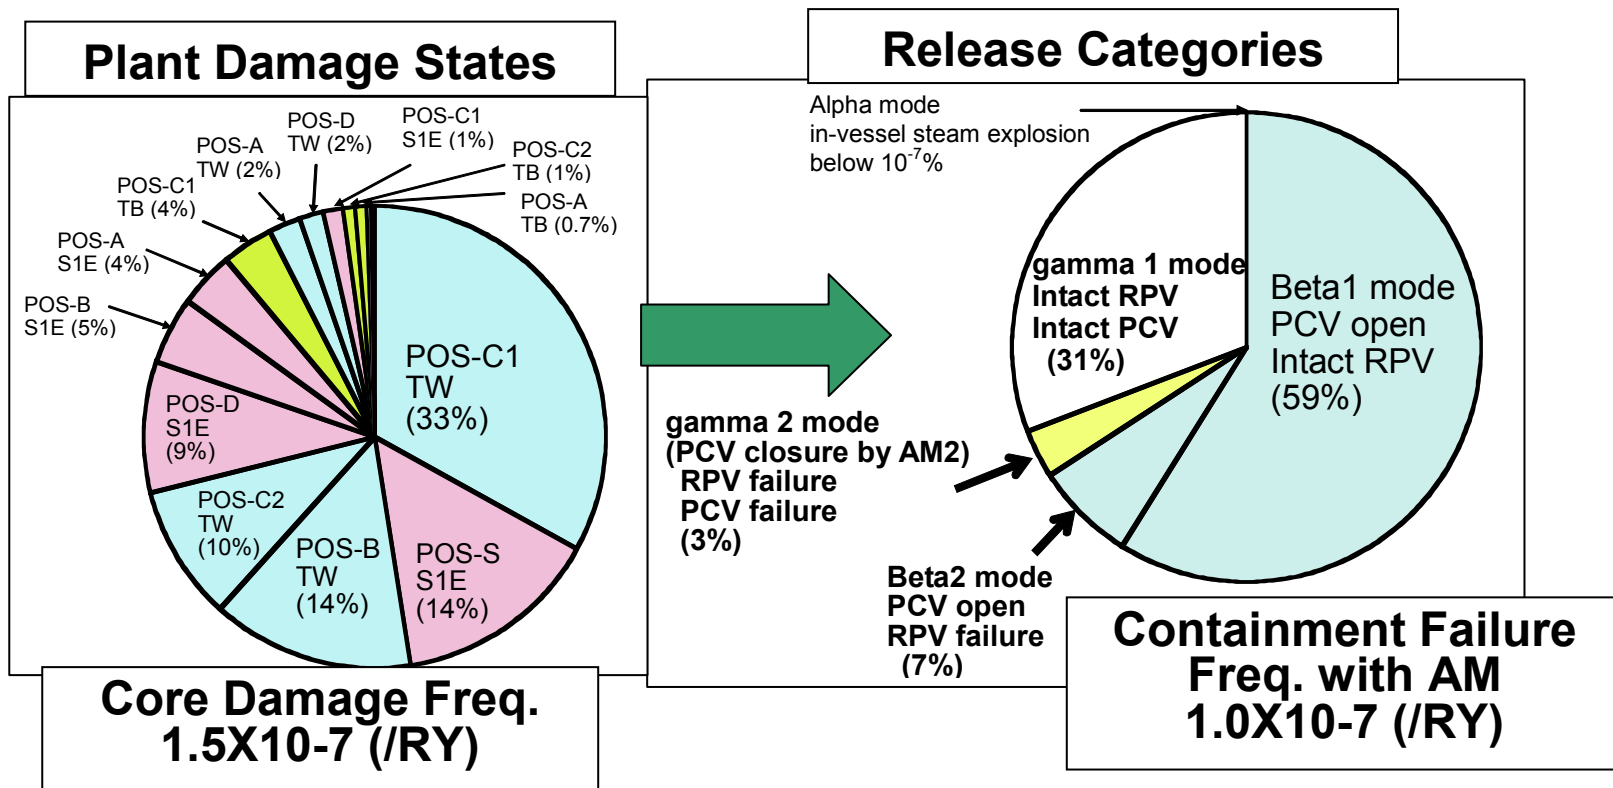 Plant Damage States
POS-D
TW (2%)
POS-C1
S1E (1%)
POS-A
TW (2%)
POS-C2
TB (1%)
POS-C1
TB (4%)
POS-A
TB (0.7%)
POS-A
S1E (4%)
POS-B
S1E (5%)
POS-C1
TW
(33%)
POS-D
S1E
(9%)
POS-C2
TW
(10%)
POS-B
TW
(14%)
POS-S
S1E
(14%)
Core Damage Freq.
1.5X10-7 (/RY)
Release Categories
Alpha mode
in-vessel steam explosion
below 10-7%
gamma 1 mode
Intact RPV
Intact PCV
(31%)
Beta1 mode
PCV open
Intact RPV
(59%)
gamma 2 mode
(PCV closure by AM2)
RPV failure
PCV failure
(3%)
Beta2 mode
PCV open
RPV failure
(7%)
Containment Failure
Freq. with AM
1.0X10-7 (/RY)